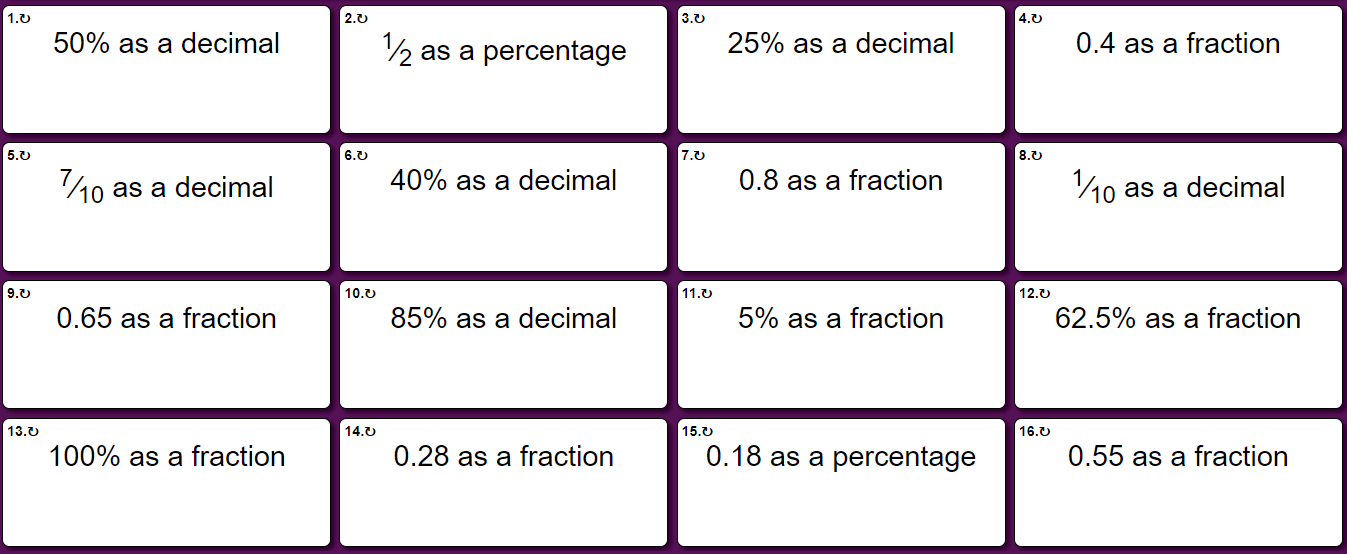 1.↻
50% as a decimal
2.↻
½ as a percentage
3.↻
25% as a decimal
4.↻
0.4 as a fraction
5.↻
7⁄10 as a decimal
6.↻
40% as a decimal
7.↻
0.8 as a fraction
8.↻
1⁄10 as a decimal
9.↻
0.65 as a fraction
10.↻
85% as a decimal
11.↻
5% as a fraction
12.↻
62.5% as a fraction
13.↻
100% as a fraction
14.↻
0.28 as a fraction
15.↻
0.18 as a percentage
16.↻
0.55 as a fraction